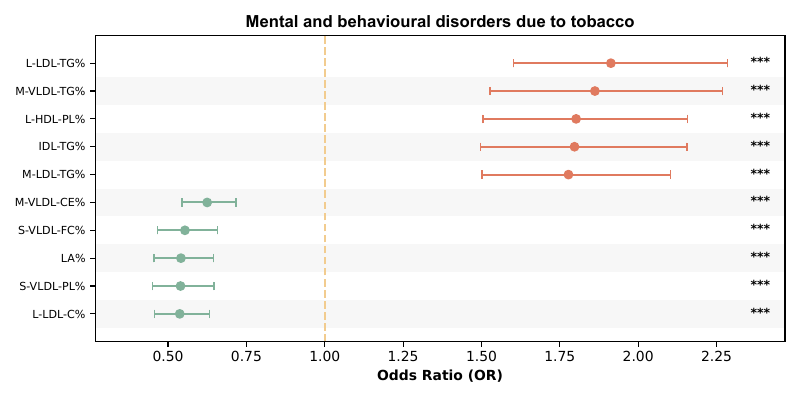 Mental and behavioural disorders due to tobacco
L-LDL-TG% ***
M-VLDL-TG% ***
L-HDL-PL% ***
IDL-TG% ***
M-LDL-TG% ***
M-VLDL-CE% ***
S-VLDL-FC% ***
LA% ***
S-VLDL-PL% ***
L-LDL-C% ***
0.50 0.75 1.00 1.25 1.50 1.75 2.00 2.25
Odds Ratio (OR)